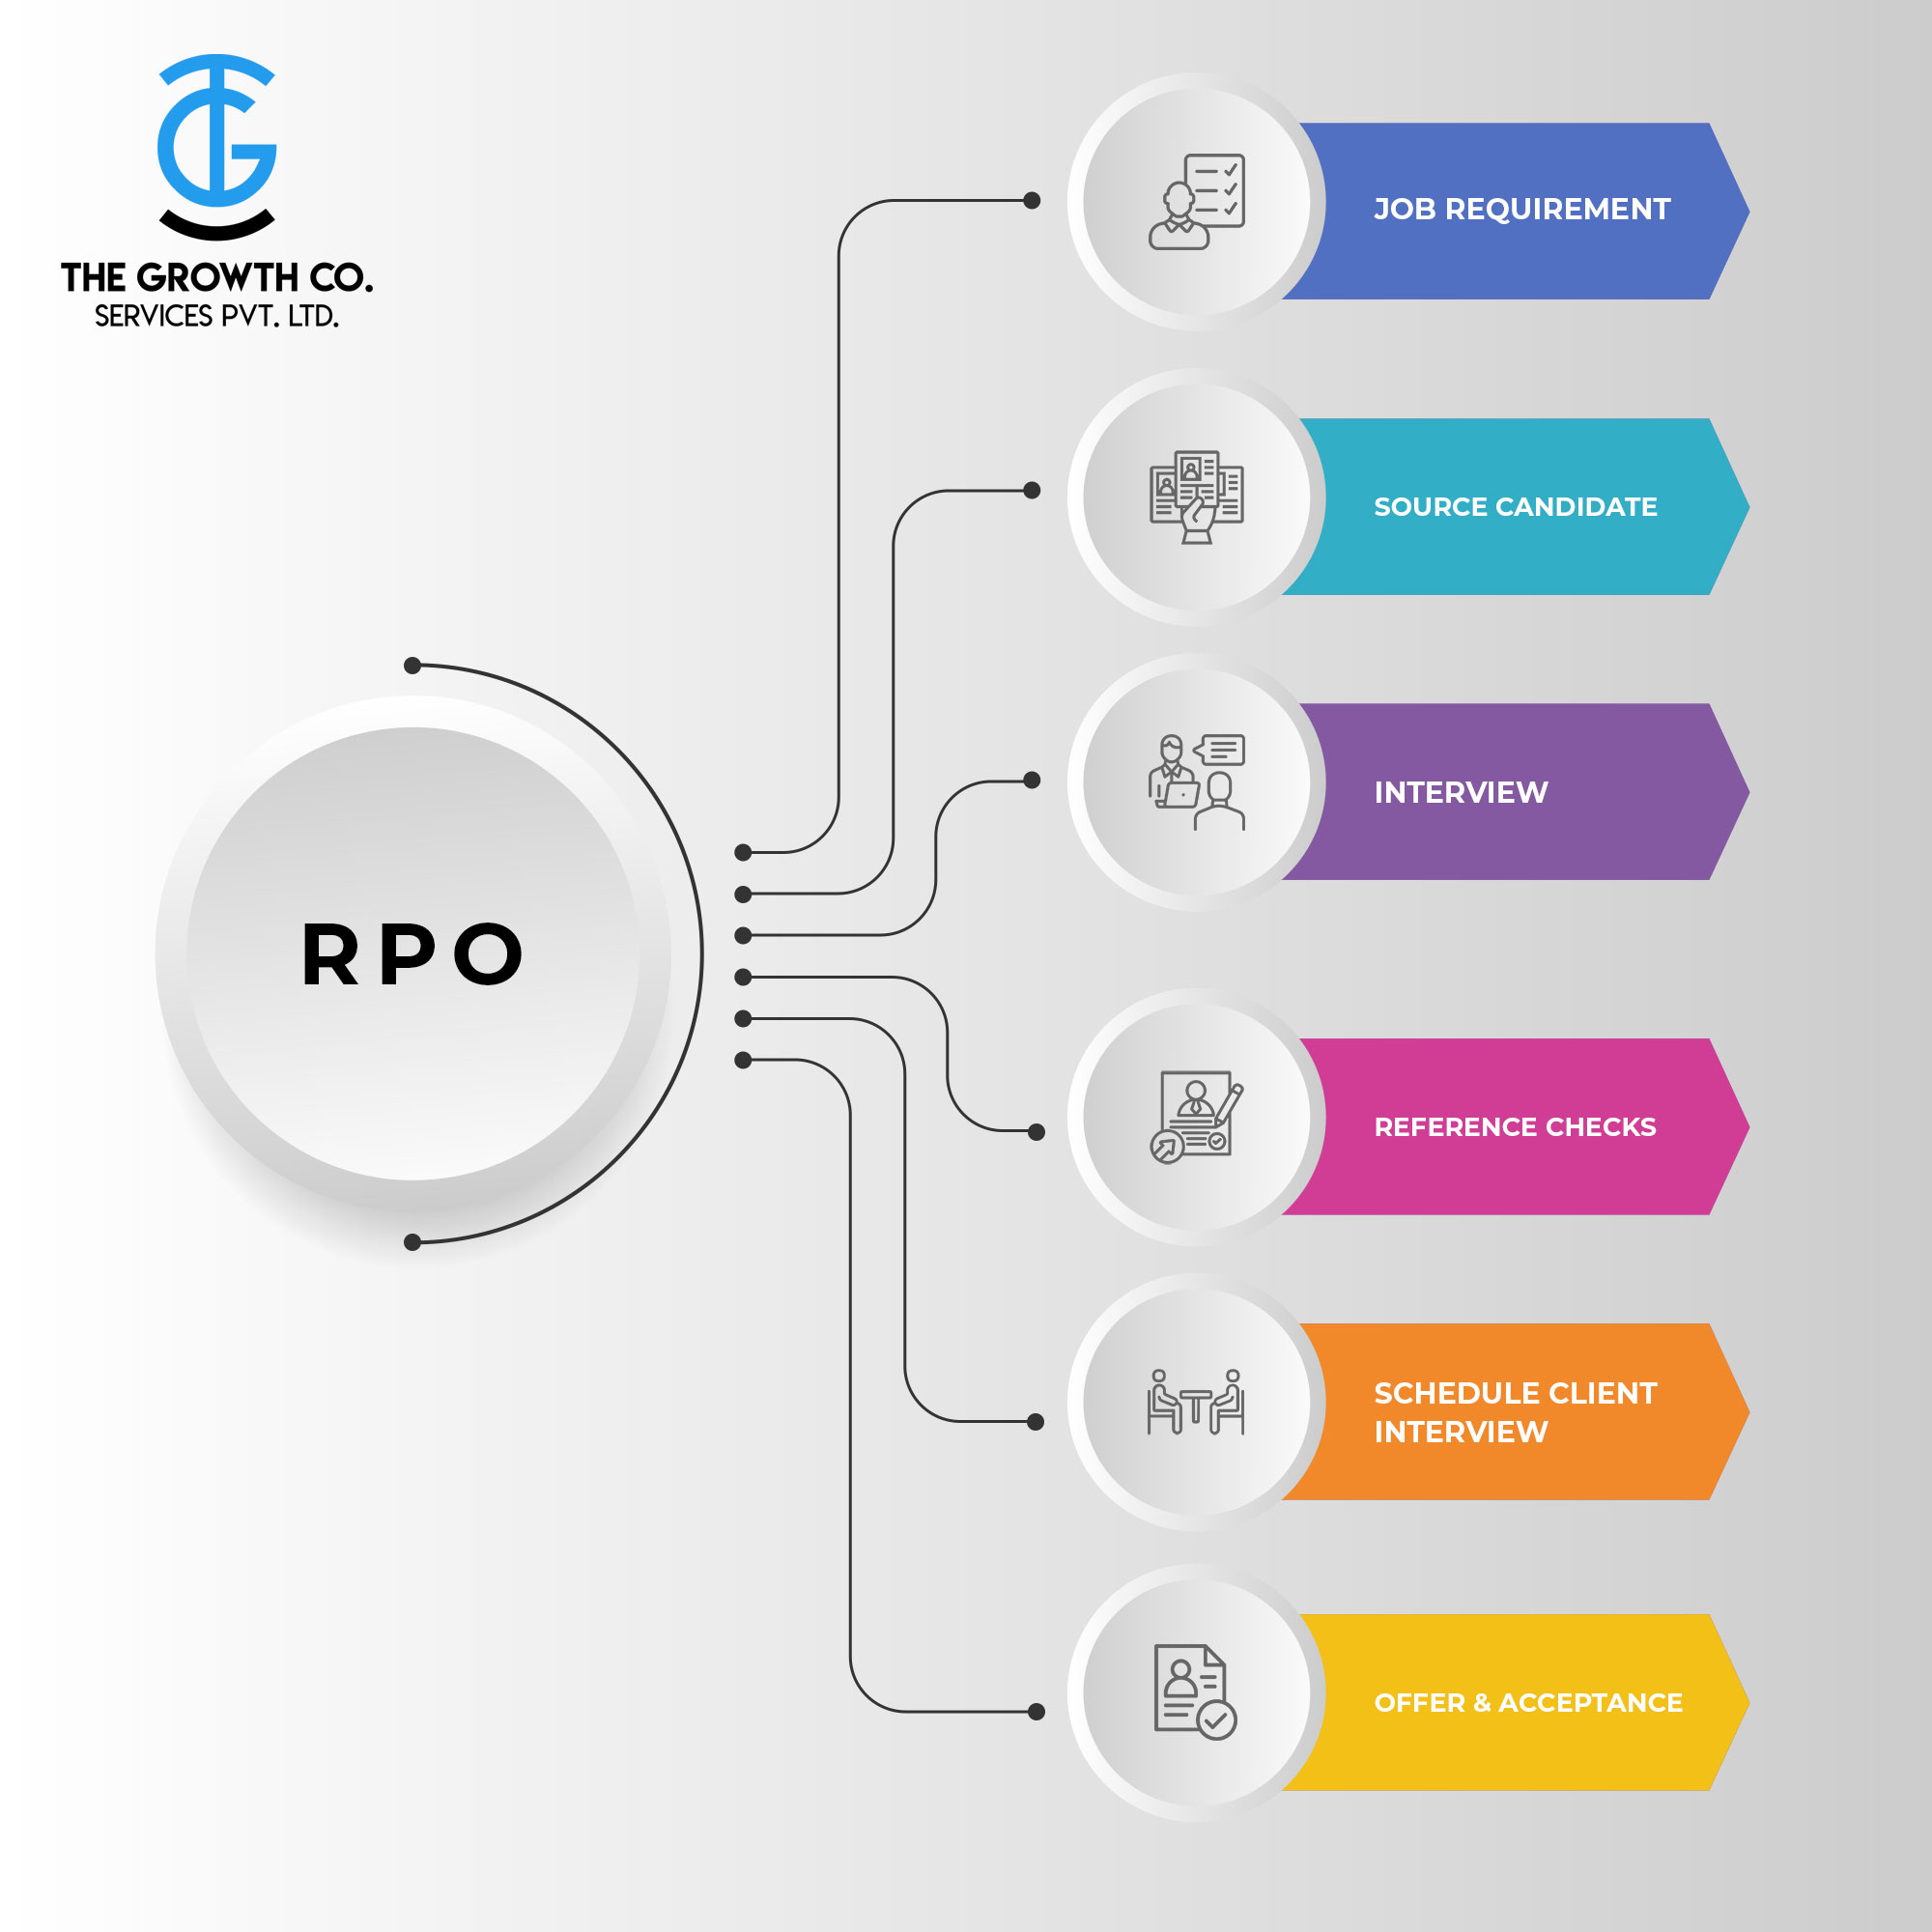 THE GROWTH CO.
SERVICES PVT. LTD.
RPO
JOB REQUIREMENT
SOURCE CANDIDATE
INTERVIEW
REFERENCE CHECKS
SCHEDULE CLIENT
INTERVIEW
OFFER & ACCEPTANCE